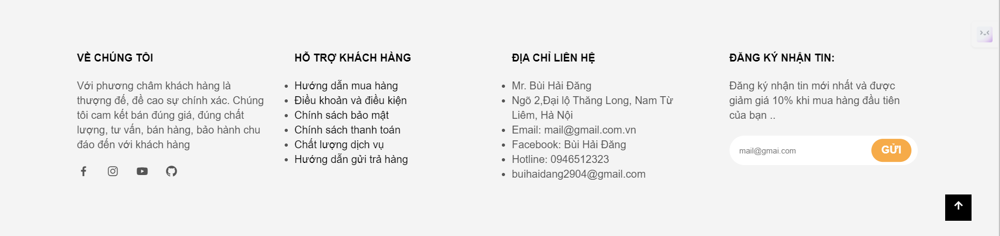 VỀ CHÚNG TÔI
Với phương châm khách hàng là
thượng đế, đề cao sự chính xác. Chúng
tôi cam kết bán đúng giá, đúng chất
lượng, tư vấn, bán hàng, bảo hành chu
đáo đến với khách hàng
HỖ TRỢ KHÁCH HÀNG
Hướng dẫn mua hàng
Điều khoản và điều kiện
Chính sách bảo mật
Chính sách thanh toán
Chất lượng dịch vụ
Hướng dẫn gửi trả hàng
ĐỊA CHỈ LIÊN HỆ
Mr. Bùi Hải Đăng
Ngõ 2,Đại lộ Thăng Long, Nam Từ
Liêm, Hà Nội
Email: mail@gmail.com.vn
Facebook: Bùi Hải Đăng
Hotline: 0946512323
buihaidang2904@gmail.com
ĐĂNG KÝ NHẬN TIN:
Đăng ký nhận tin mới nhất và được
giảm giá 10% khi mua hàng đầu tiên
của bạn ..
mail@gmai.com
GỬI